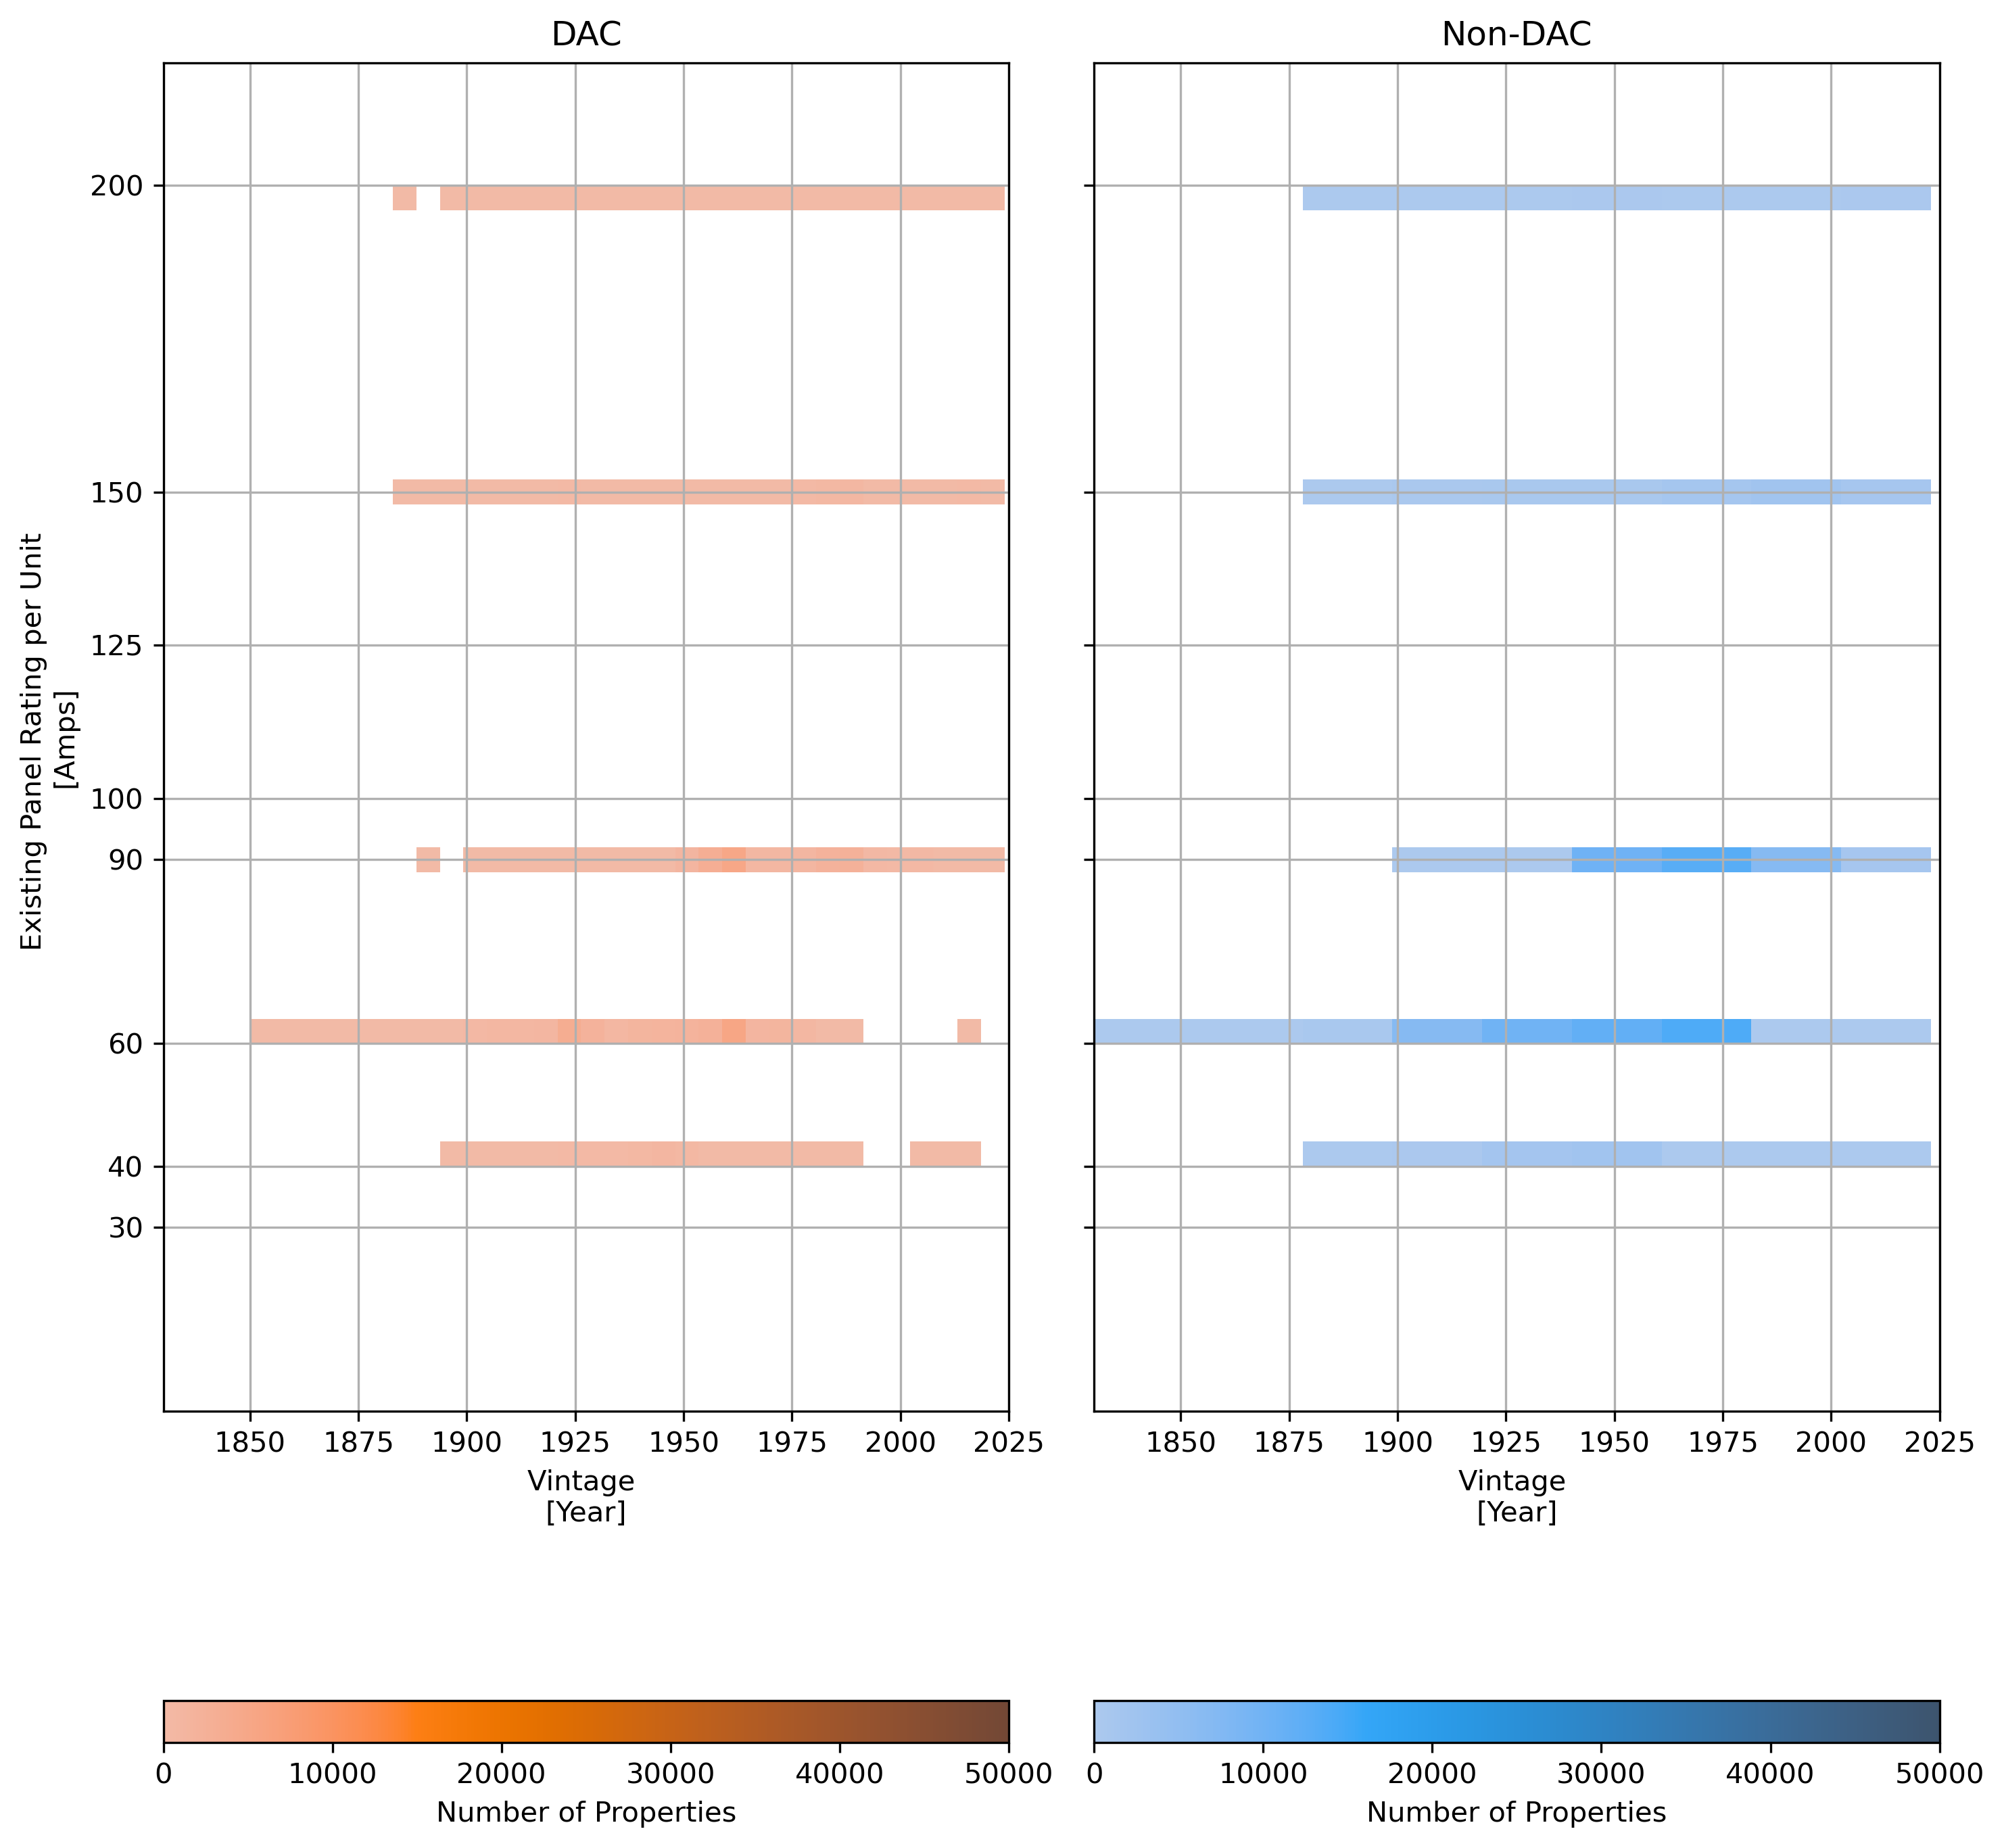 DAC
Non-DAC
Existing Panel Rating per Unit
[Amps]
200
150
125
100
90
60
40
30
1850 1875 1900 1925 1950 1975 2000 2025
Vintage
[Year]
1850 1875 1900 1925 1950 1975 2000 2025
Vintage
[Year]
0 10000 20000 30000 40000 50000
Number of Properties
0 10000 20000 30000 40000 50000
Number of Properties